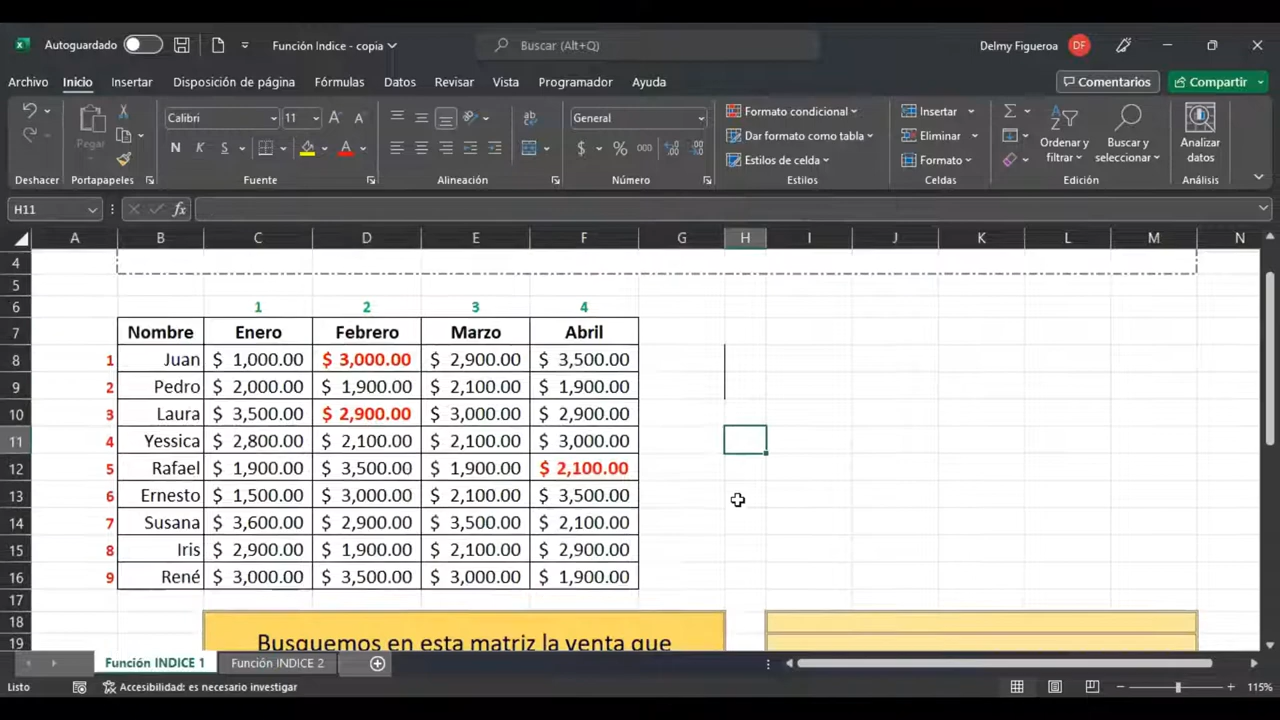 Autoguardado Función Indice - copia Buscar (Alt+Q) Delmy Figueroa DF
Archivo Inicio Insertar Disposición de página Fórmulas Datos Revisar Vista Programador Ayuda Comentarios Compartir
Calibri 11 General Formato condicional Insertar
Pegar Dar formato como tabla Eliminar Ordenar y filtrar Buscar y seleccionar Analizar datos
N K S $ % 000 Estilos de celda Formato
Deshacer Portapapeles Fuente Alineación Número Estilos Celdas Edición Análisis
H11 fx
A B C D E F G H I J K L M N
4
5
6 1 2 3 4
7 Nombre Enero Febrero Marzo Abril
8 1 Juan $ 1,000.00 $ 3,000.00 $ 2,900.00 $ 3,500.00
9 2 Pedro $ 2,000.00 $ 1,900.00 $ 2,100.00 $ 1,900.00
10 3 Laura $ 3,500.00 $ 2,900.00 $ 3,000.00 $ 2,900.00
11 4 Yessica $ 2,800.00 $ 2,100.00 $ 2,100.00 $ 3,000.00
12 5 Rafael $ 1,900.00 $ 3,500.00 $ 1,900.00 $ 2,100.00
13 6 Ernesto $ 1,500.00 $ 3,000.00 $ 2,100.00 $ 3,500.00
14 7 Susana $ 3,600.00 $ 2,900.00 $ 3,500.00 $ 2,100.00
15 8 Iris $ 2,900.00 $ 1,900.00 $ 2,100.00 $ 2,900.00
16 9 René $ 3,000.00 $ 3,500.00 $ 3,000.00 $ 1,900.00
17
18
19 Busquemos en esta matriz la venta que
Función INDICE 1 Función INDICE 2
Listo Accesibilidad: es necesario investigar 115%